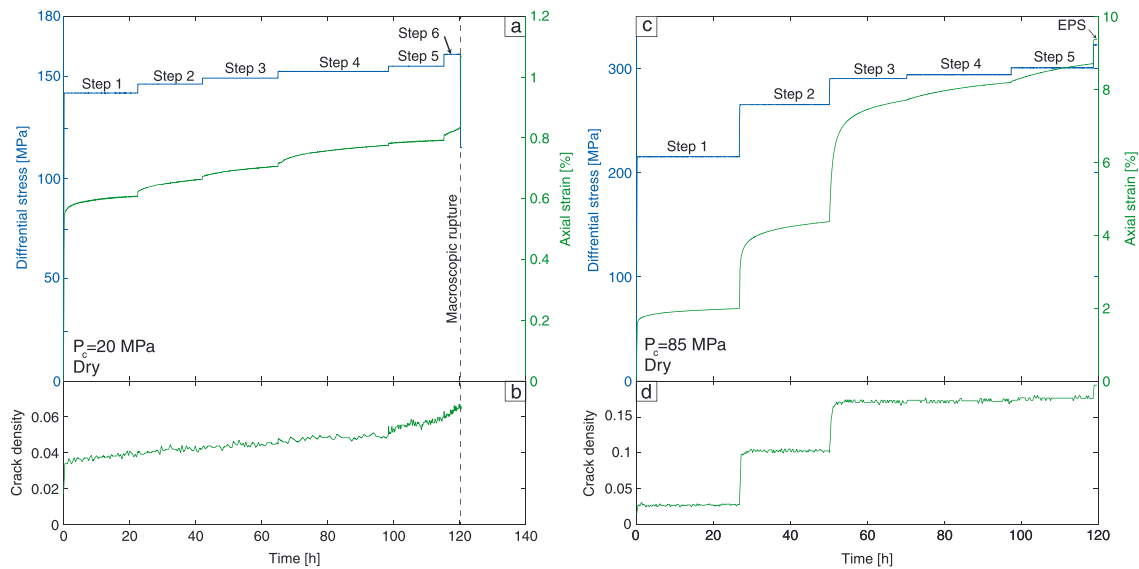 a
180
150
100
50
0
Diffrential stress [MPa]
1.2
1
0.8
0.6
0.4
0.2
0
Axial strain [%]
Step 1
Step 2
Step 3
Step 4
Step 5
Step 6
Macroscopic rupture
Pc=20 MPa
Dry
b
0.06
0.04
0.02
0
Crack density
0 20 40 60 80 100 120 140
Time [h]
c
300
200
100
0
Diffrential stress [MPa]
10
8
6
4
2
0
Axial strain [%]
Step 1
Step 2
Step 3
Step 4
Step 5
EPS
Pc=85 MPa
Dry
d
0.15
0.1
0.05
0
Crack density
0 20 40 60 80 100 120
Time [h]